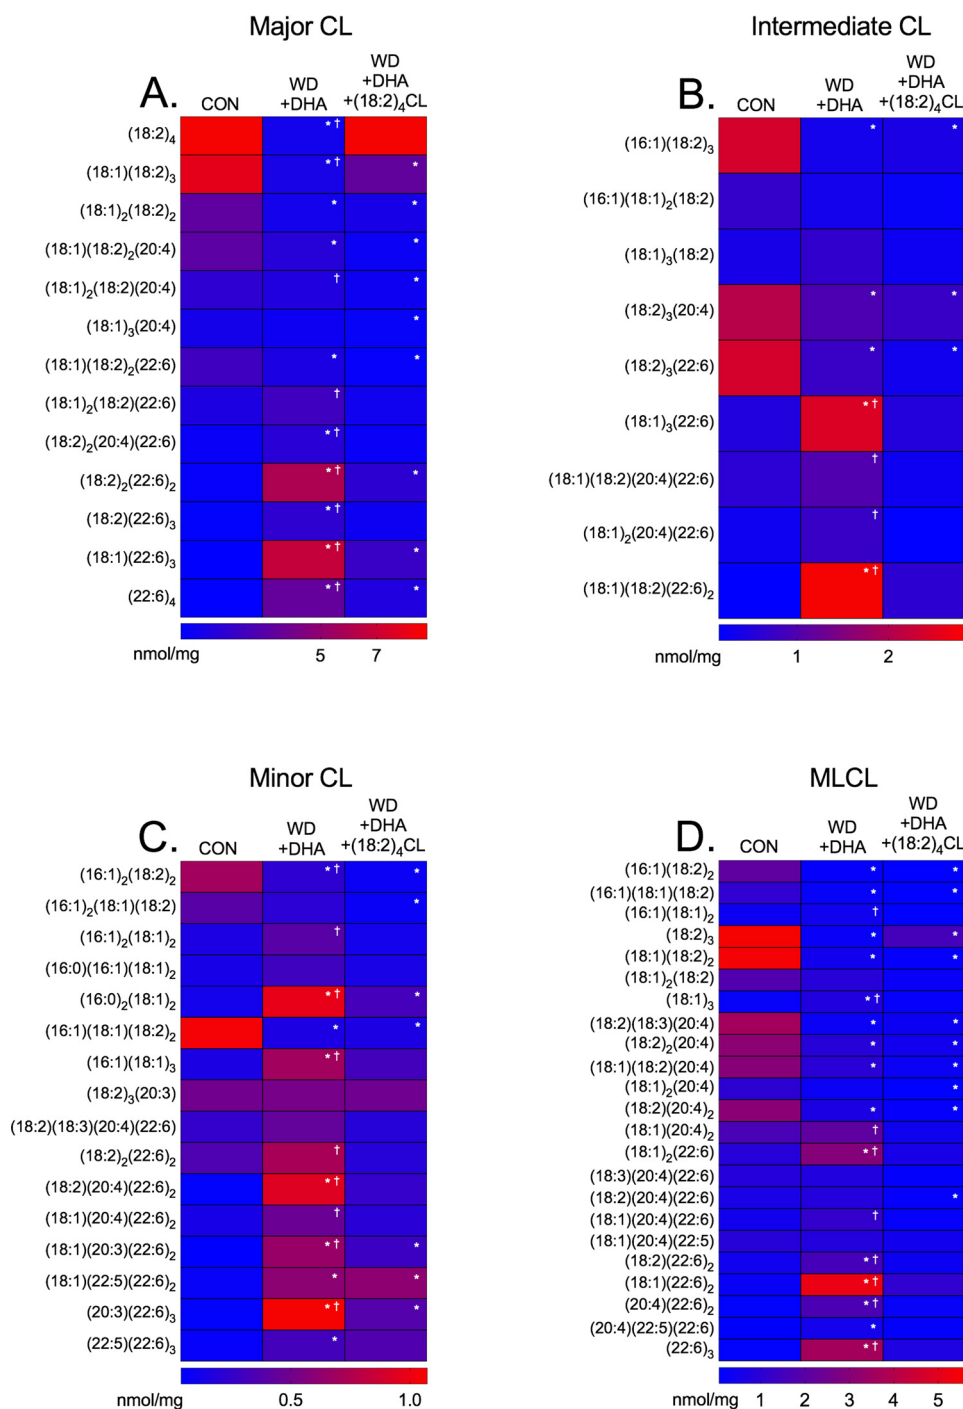 Major CL
A.
CON
WD
+DHA
WD
+DHA
+(18:2)₄CL
(18:2)₄ * †
(18:1)(18:2)₃ * † *
(18:1)₂(18:2)₂ * *
(18:1)(18:2)₂(20:4) * *
(18:1)₂(18:2)(20:4) † *
(18:1)₃(20:4) *
(18:1)(18:2)₂(22:6) * *
(18:1)₂(18:2)(22:6) †
(18:2)₂(20:4)(22:6) * †
(18:2)₂(22:6)₂ * † *
(18:2)(22:6)₃ * †
(18:1)(22:6)₃ * † *
(22:6)₄ * † *
nmol/mg 5 7
Intermediate CL
B.
CON
WD
+DHA
WD
+DHA
+(18:2)₄CL
(16:1)(18:2)₃ * *
(16:1)(18:1)₂(18:2)
(18:1)₃(18:2)
(18:2)₃(20:4) * *
(18:2)₃(22:6) * *
(18:1)₃(22:6) * †
(18:1)(18:2)(20:4)(22:6) †
(18:1)₂(20:4)(22:6) †
(18:1)(18:2)(22:6)₂ * †
nmol/mg 1 2
Minor CL
C.
CON
WD
+DHA
WD
+DHA
+(18:2)₄CL
(16:1)₂(18:2)₂ * † *
(16:1)₂(18:1)(18:2) *
(16:1)₂(18:1)₂ †
(16:0)(16:1)(18:1)₂
(16:0)₂(18:1)₂ * † *
(16:1)(18:1)(18:2)₂ * *
(16:1)(18:1)₃ * †
(18:2)₃(20:3)
(18:2)(18:3)(20:4)(22:6)
(18:2)₂(22:6)₂ †
(18:2)(20:4)(22:6)₂ * †
(18:1)(20:4)(22:6)₂ †
(18:1)(20:3)(22:6)₂ * † *
(18:1)(22:5)(22:6)₂ * *
(20:3)(22:6)₃ * † *
(22:5)(22:6)₃ *
nmol/mg 0.5 1.0
MLCL
D.
CON
WD
+DHA
WD
+DHA
+(18:2)₄CL
(16:1)(18:2)₂ * *
(16:1)(18:1)(18:2) * *
(16:1)(18:1)₂ †
(18:2)₃ * *
(18:1)(18:2)₂ * *
(18:1)₂(18:2)
(18:1)₃ * †
(18:2)(18:3)(20:4) * *
(18:2)₂(20:4) * *
(18:1)(18:2)(20:4) * *
(18:1)₂(20:4) *
(18:2)(20:4)₂ * *
(18:1)(20:4)₂ †
(18:1)₂(22:6) * †
(18:3)(20:4)(22:6)
(18:2)(20:4)(22:6) *
(18:1)(20:4)(22:6) †
(18:1)(20:4)(22:5)
(18:2)(22:6)₂ * †
(18:1)(22:6)₂ * †
(20:4)(22:6)₂ * †
(20:4)(22:5)(22:6) *
(22:6)₃ * †
nmol/mg 1 2 3 4 5